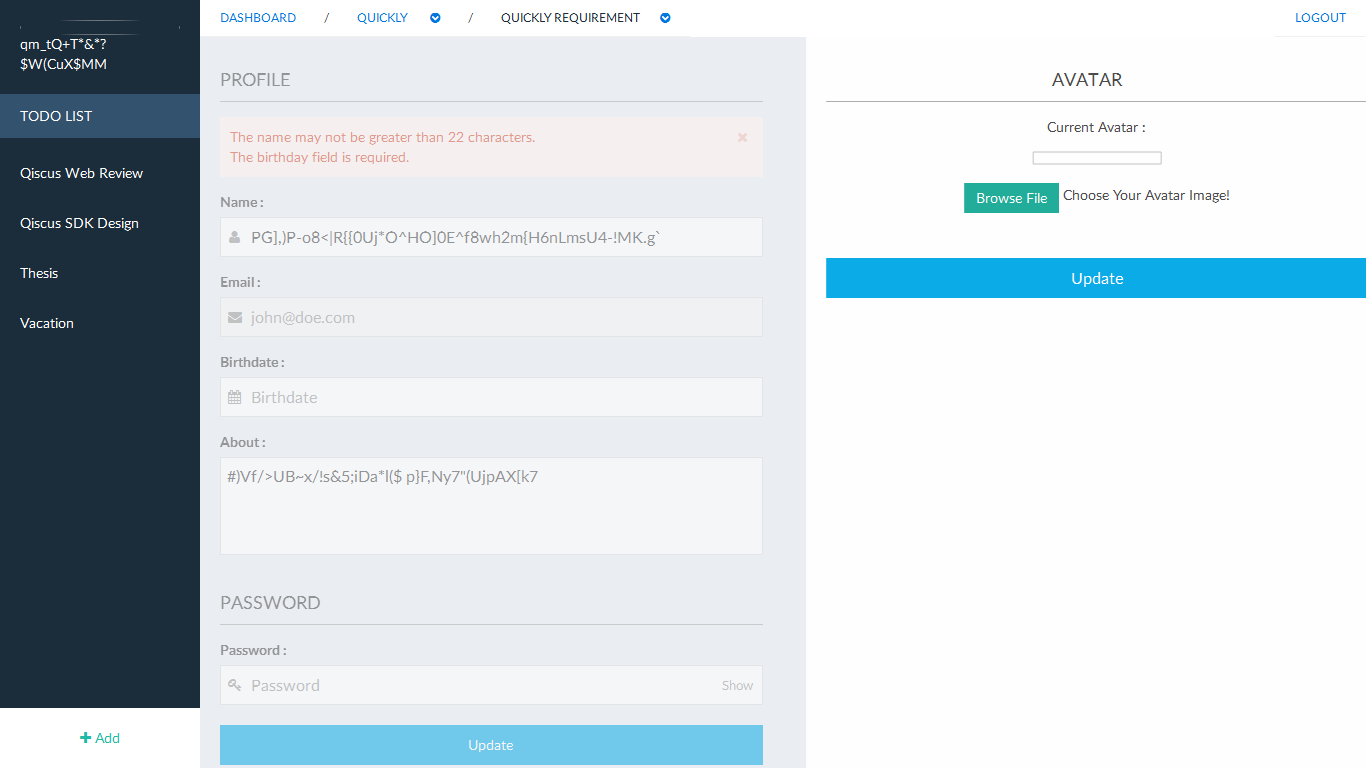 qm_tQ+T*&*?
$W(CuX$MM
TODO LIST
Qiscus Web Review
Qiscus SDK Design
Thesis
Vacation
Add
DASHBOARD / QUICKLY / QUICKLY REQUIREMENT
LOGOUT
PROFILE
The name may not be greater than 22 characters.
The birthday field is required.
Name :
PG],)P-o8<|R{{0Uj*O^HO]0E^f8wh2m{H6nLmsU4-!MK.g`
Email :
john@doe.com
Birthdate :
Birthdate
About :
#)Vf/>UB~x/!s&5;iDa*l($ p}F,Ny7"(UjpAX[k7
PASSWORD
Password :
Password Show
Update
AVATAR
Current Avatar :
Browse File Choose Your Avatar Image!
Update